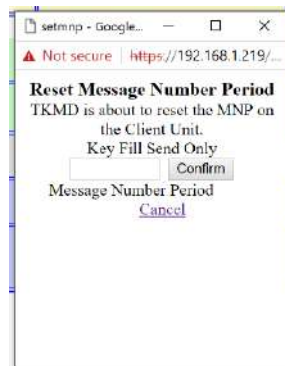 setmnp - Google...
Not secure https://192.168.1.219/...
Reset Message Number Period
TKMD is about to reset the MNP on
the Client Unit.
Key Fill Send Only
Confirm
Message Number Period
Cancel